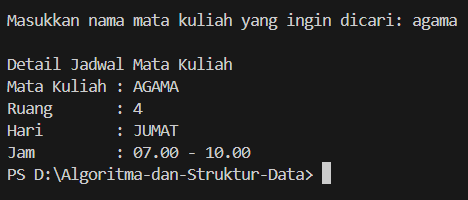 Masukkan nama mata kuliah yang ingin dicari: agama
Detail Jadwal Mata Kuliah
Mata Kuliah : AGAMA
Ruang       : 4
Hari        : JUMAT
Jam         : 07.00 - 10.00
PS D:\Algoritma-dan-Struktur-Data>